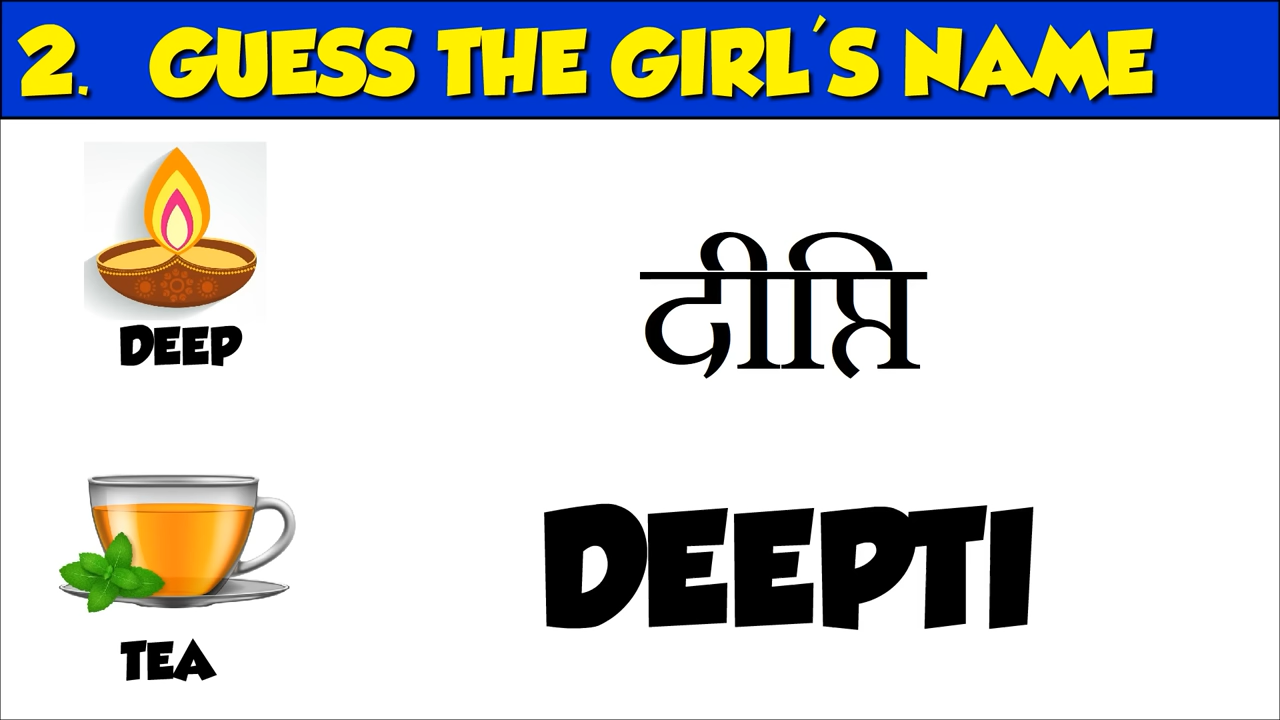 2. GUESS THE GIRL'S NAME
DEEP
दीप्ति
TEA
DEEPTI